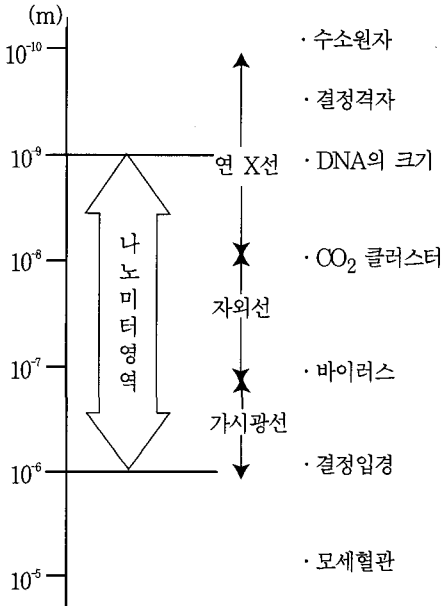 (m)
10⁻¹⁰
· 수소원자
· 결정격자
10⁻⁹
연 X선
· DNA의 크기
10⁻⁸
· CO₂ 클러스터
나노미터영역
자외선
10⁻⁷
· 바이러스
가시광선
10⁻⁶
· 결정입경
· 모세혈관
10⁻⁵